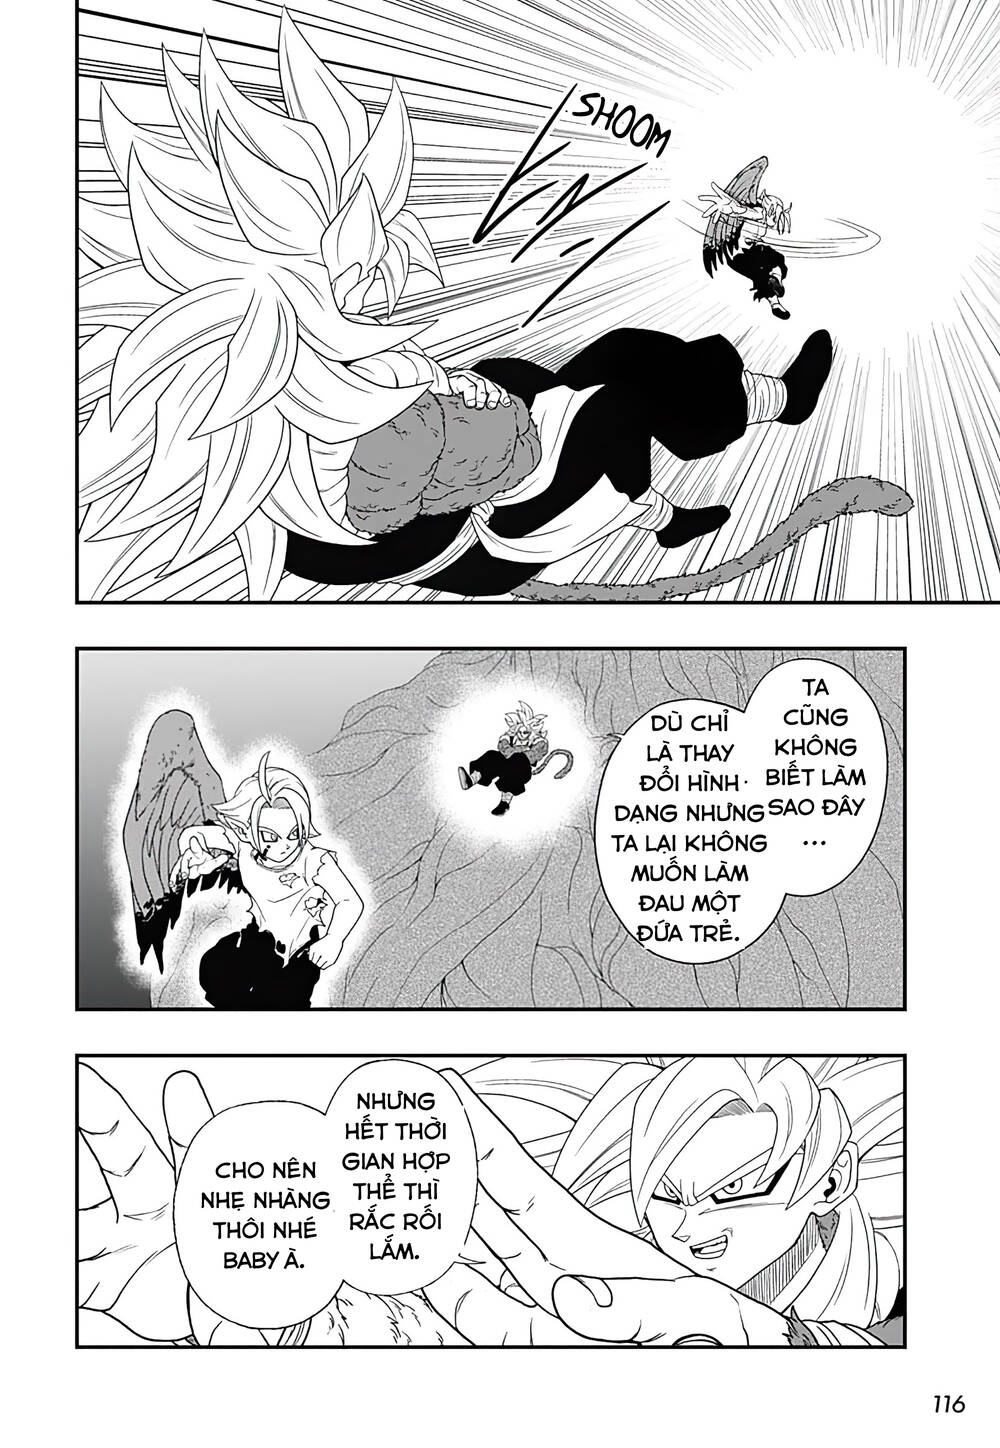 SHOOM
TA
CŨNG
KHÔNG
BIẾT LÀM
SAO ĐÂY
...
DÙ CHỈ
LÀ THAY
ĐỔI HÌNH
DẠNG NHƯNG
TA LẠI KHÔNG
MUỐN LÀM
ĐAU MỘT
ĐỨA TRẺ.
NHƯNG
HẾT THỜI
GIAN HỢP
THỂ THÌ
RẮC RỐI
LẮM.
CHO NÊN
NHẸ NHÀNG
THÔI NHÉ
BABY À.
116